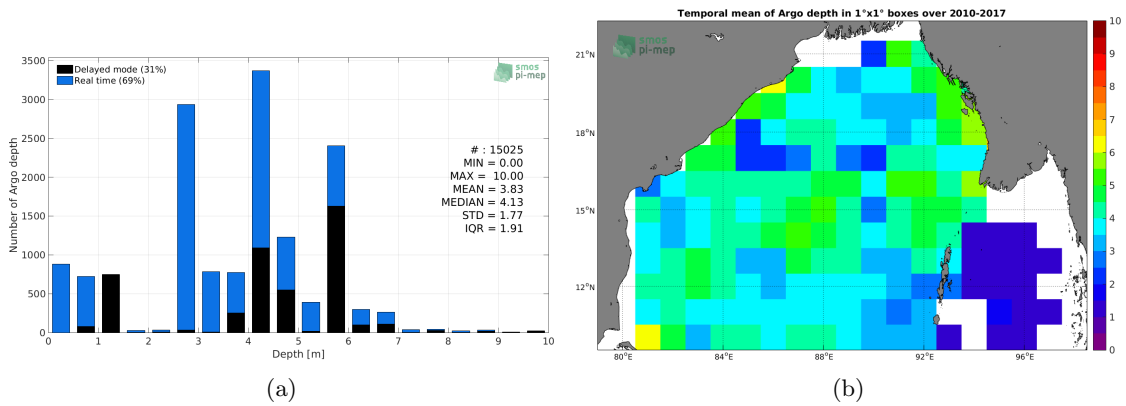 smos
pi-mep
Delayed mode (31%)
Real time (69%)
# : 15025
MIN = 0.00
MAX = 10.00
MEAN = 3.83
MEDIAN = 4.13
STD = 1.77
IQR = 1.91
Number of Argo depth
3500
3000
2500
2000
1500
1000
500
0
0 1 2 3 4 5 6 7 8 9 10
Depth [m]
(a)
Temporal mean of Argo depth in 1°x1° boxes over 2010-2017
smos
pi-mep
21°N
18°N
15°N
12°N
80°E 84°E 88°E 92°E 96°E
10
9
8
7
6
5
4
3
2
1
0
(b)